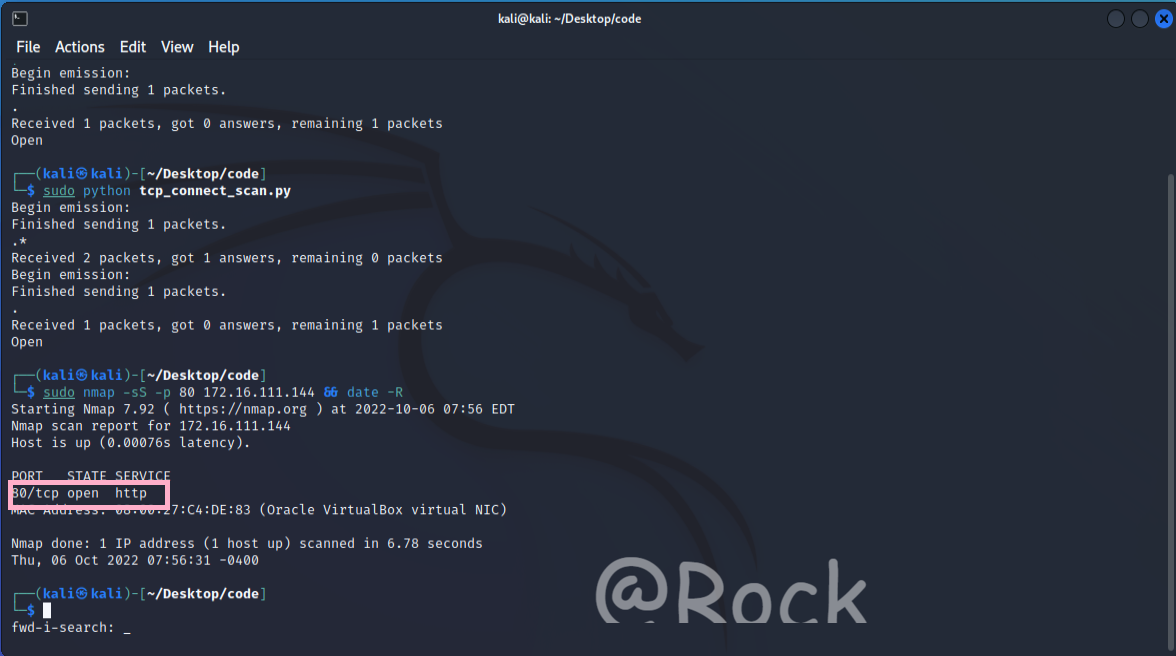 kali@kali: ~/Desktop/code
File Actions Edit View Help
Begin emission:
Finished sending 1 packets.
.
Received 1 packets, got 0 answers, remaining 1 packets
Open
┌──(kali㉿kali)-[~/Desktop/code]
└─$ sudo python tcp_connect_scan.py
Begin emission:
Finished sending 1 packets.
.*
Received 2 packets, got 1 answers, remaining 0 packets
Begin emission:
Finished sending 1 packets.
.
Received 1 packets, got 0 answers, remaining 1 packets
Open
┌──(kali㉿kali)-[~/Desktop/code]
└─$ sudo nmap -sS -p 80 172.16.111.144 && date -R
Starting Nmap 7.92 ( https://nmap.org ) at 2022-10-06 07:56 EDT
Nmap scan report for 172.16.111.144
Host is up (0.00076s latency).
PORT   STATE SERVICE
80/tcp open  http
MAC Address: 08:00:27:C4:DE:83 (Oracle VirtualBox virtual NIC)
Nmap done: 1 IP address (1 host up) scanned in 6.78 seconds
Thu, 06 Oct 2022 07:56:31 -0400
┌──(kali㉿kali)-[~/Desktop/code]
└─$
fwd-i-search: _
@Rock